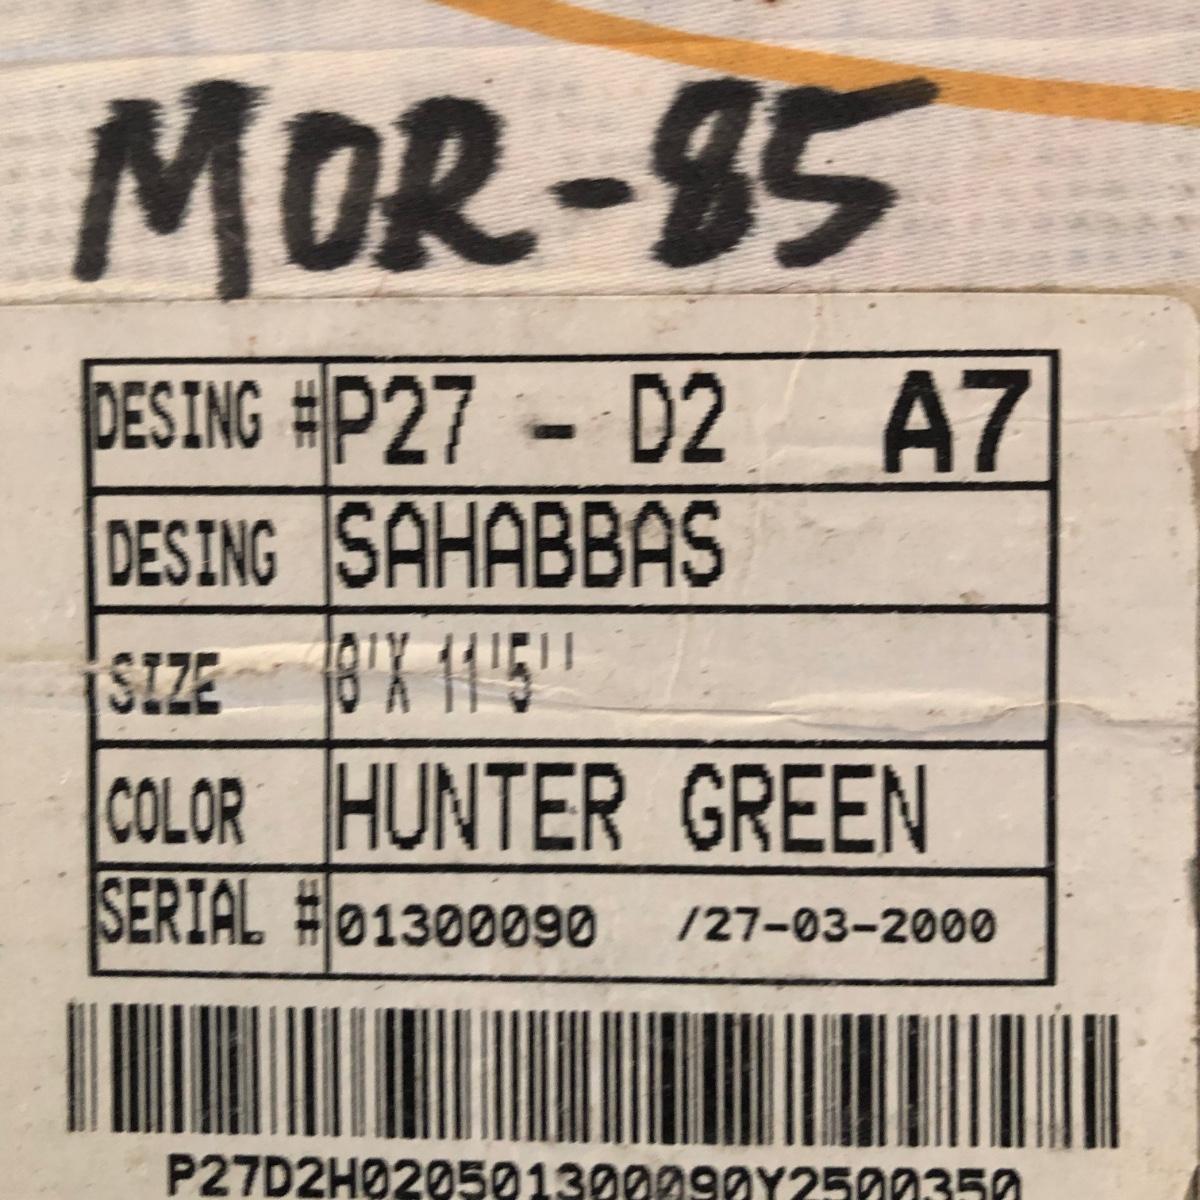 MOR-85
DESING # P27 - D2 A7
DESING SAHABBAS
SIZE 8'X 11'5''
COLOR HUNTER GREEN
SERIAL # 01300090 /27-03-2000
P27D2H020501300090Y2500350